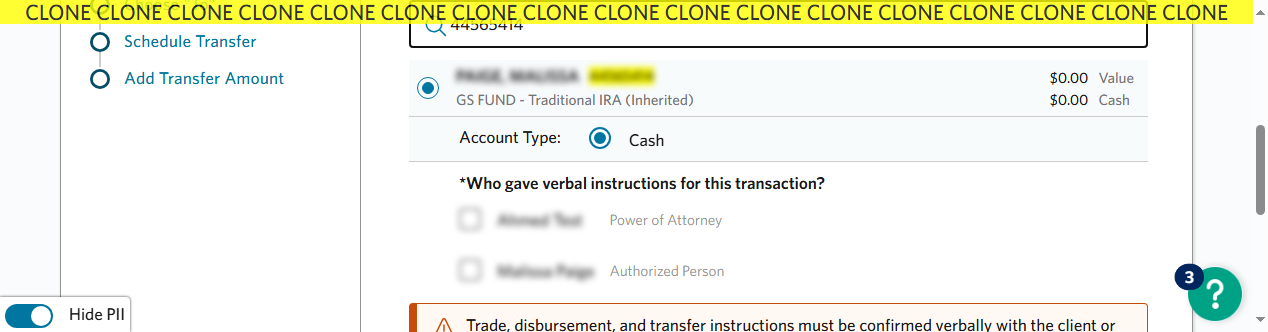 CLONE CLONE CLONE CLONE CLONE CLONE CLONE CLONE CLONE CLONE CLONE CLONE CLONE CLONE CLONE CLONE CLONE
Schedule Transfer
Add Transfer Amount
44565414
$0.00 Value
GS FUND - Traditional IRA (Inherited)
$0.00 Cash
Account Type: Cash
*Who gave verbal instructions for this transaction?
Power of Attorney
Authorized Person
3
?
Hide PII
Trade, disbursement, and transfer instructions must be confirmed verbally with the client or